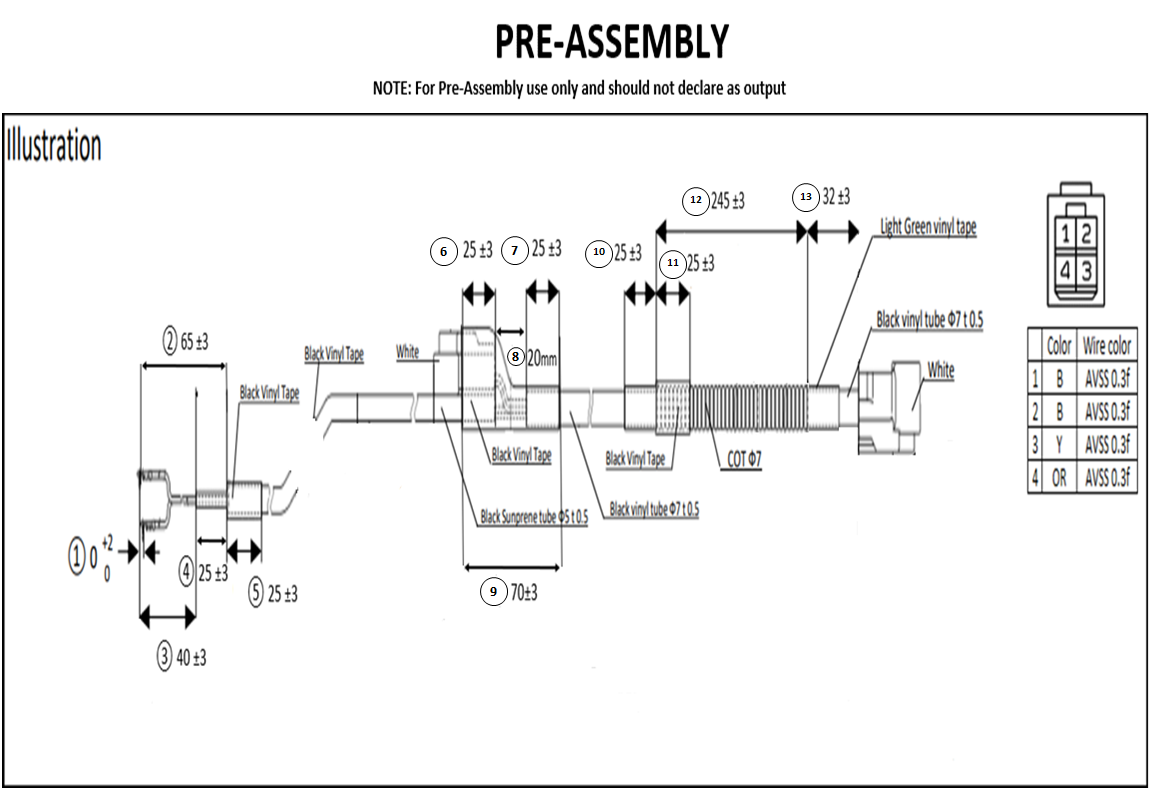 PRE-ASSEMBLY
NOTE: For Pre-Assembly use only and should not declare as output
Illustration
12 245 ±3
13 32 ±3
Light Green vinyl tape
6 25 ±3
7 25 ±3
10 25 ±3
11 25 ±3
1 2
4 3
Black vinyl tube Φ7 t 0.5
② 65 ±3
Black Vinyl Tape
White
8 20mm
White
Black Vinyl Tape
Color Wire color
1 B AVSS 0.3f
2 B AVSS 0.3f
3 Y AVSS 0.3f
4 OR AVSS 0.3f
Black Vinyl Tape
Black Vinyl Tape
COT Φ7
Black Sunprene tube Φ5 t 0.5
Black vinyl tube Φ7 t 0.5
① 0 +2 0
④ 25 ±3
⑤ 25 ±3
9 70±3
③ 40 ±3